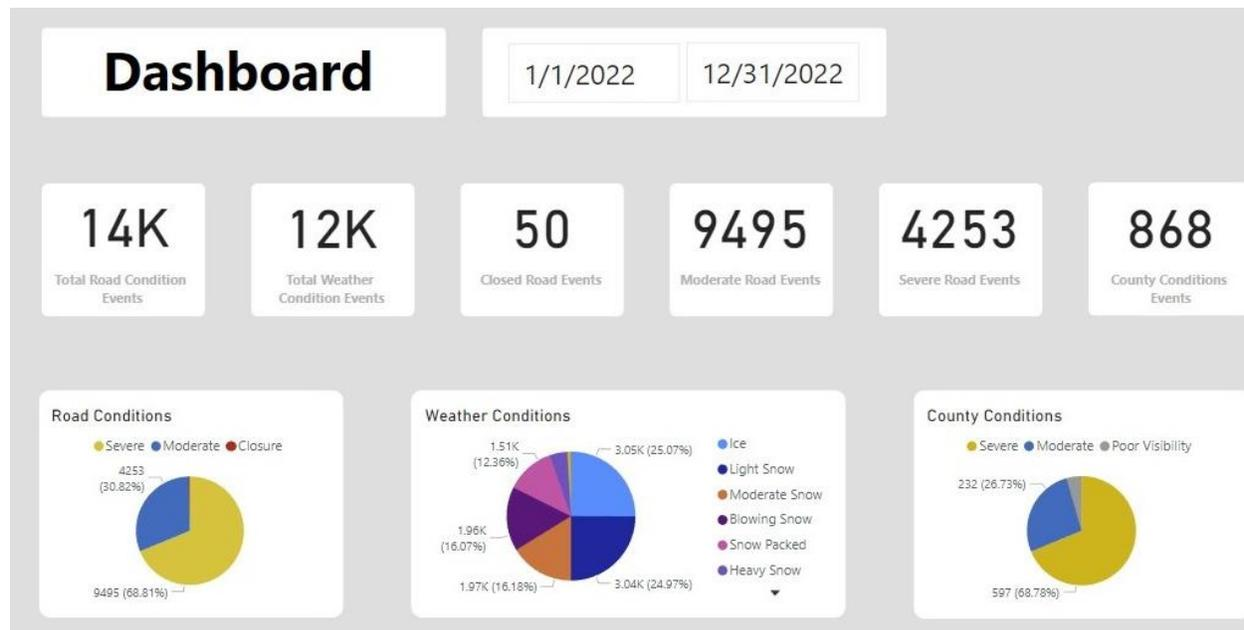 Dashboard
1/1/2022
12/31/2022
14K
Total Road Condition
Events
12K
Total Weather
Condition Events
50
Closed Road Events
9495
Moderate Road Events
4253
Severe Road Events
868
County Conditions
Events
Road Conditions
Severe Moderate Closure
4253
(30.82%)
9495 (68.81%)
Weather Conditions
1.51K
(12.36%)
3.05K (25.07%)
1.96K
(16.07%)
1.97K (16.18%)
3.04K (24.97%)
Ice
Light Snow
Moderate Snow
Blowing Snow
Snow Packed
Heavy Snow
County Conditions
Severe Moderate Poor Visibility
232 (26.73%)
597 (68.78%)